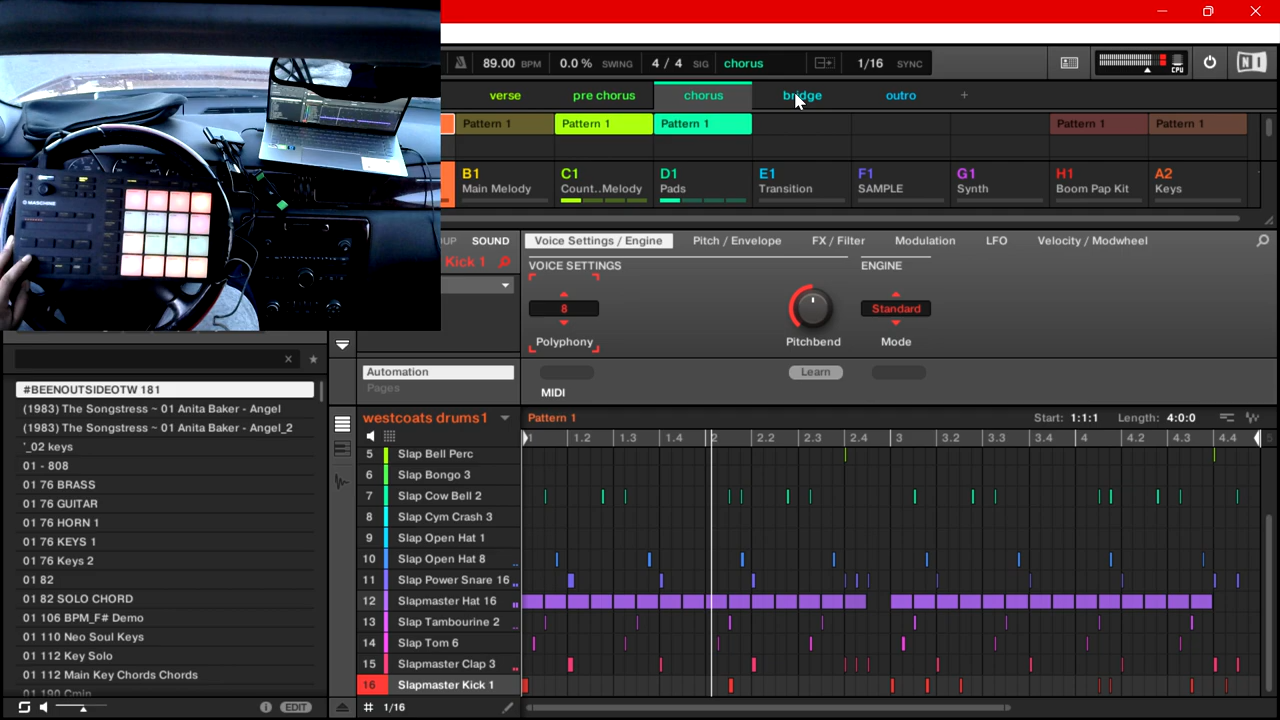 89.00 BPM 0.0% SWING 4 / 4 SIG chorus 1/16 SYNC CPU NI
verse pre chorus chorus bridge outro +
Pattern 1 Pattern 1 Pattern 1 Pattern 1 Pattern 1
B1 C1 D1 E1 F1 G1 H1 A2
Main Melody Count..Melody Pads Transition SAMPLE Synth Boom Pap Kit Keys
MASCHINE
SOUND Voice Settings / Engine Pitch / Envelope FX / Filter Modulation LFO Velocity / Modwheel
Kick 1 VOICE SETTINGS ENGINE
8 Standard
Polyphony Pitchbend Mode
Automation Learn
Pages
MIDI
#BEENOUTSIDEOTW 181
(1983) The Songstress ~ 01 Anita Baker - Angel
(1983) The Songstress ~ 01 Anita Baker - Angel_2
'_02 keys
01 - 808
01 76 BRASS
01 76 GUITAR
01 76 HORN 1
01 76 KEYS 1
01 76 Keys 2
01 82
01 82 SOLO CHORD
01 106 BPM_F# Demo
01 110 Neo Soul Keys
01 112 Key Solo
01 112 Main Key Chords Chords
01 190 Cmin
EDIT
westcoats drums1 Pattern 1 Start: 1:1:1 Length: 4:0:0
1 1.2 1.3 1.4 2 2.2 2.3 2.4 3 3.2 3.3 3.4 4 4.2 4.3 4.4 5
5 Slap Bell Perc
6 Slap Bongo 3
7 Slap Cow Bell 2
8 Slap Cym Crash 3
9 Slap Open Hat 1
10 Slap Open Hat 8
11 Slap Power Snare 16
12 Slapmaster Hat 16
13 Slap Tambourine 2
14 Slap Tom 6
15 Slapmaster Clap 3
16 Slapmaster Kick 1
1/16